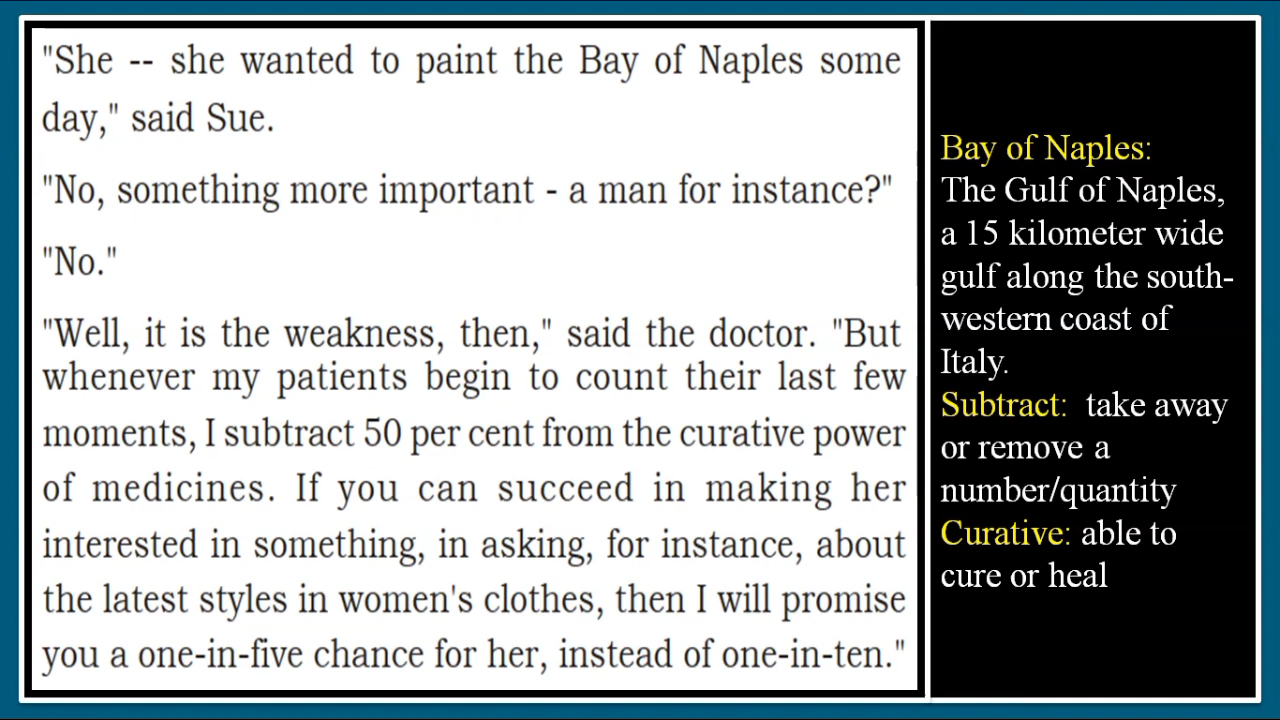 "She -- she wanted to paint the Bay of Naples some
day," said Sue.
"No, something more important - a man for instance?"
"No."
"Well, it is the weakness, then," said the doctor. "But
whenever my patients begin to count their last few
moments, I subtract 50 per cent from the curative power
of medicines. If you can succeed in making her
interested in something, in asking, for instance, about
the latest styles in women's clothes, then I will promise
you a one-in-five chance for her, instead of one-in-ten."
Bay of Naples:
The Gulf of Naples,
a 15 kilometer wide
gulf along the south-
western coast of
Italy.
Subtract: take away
or remove a
number/quantity
Curative: able to
cure or heal